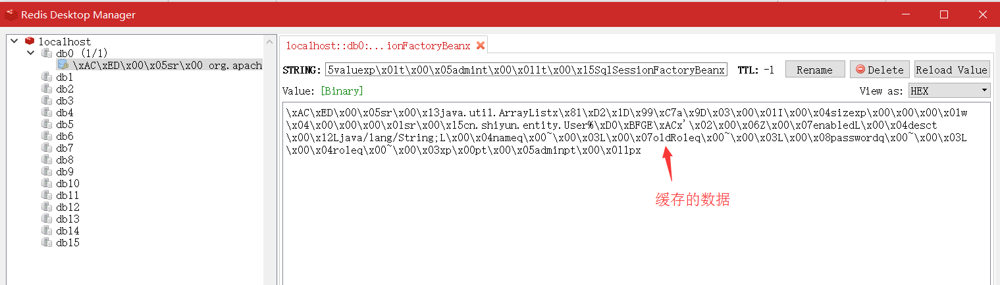 Redis Desktop Manager
localhost
db0 (1/1)
\xAC\xED\x00\x05sr\x00 org.apach
db1
db2
db3
db4
db5
db6
db7
db8
db9
db10
db11
db12
db13
db14
db15
localhost::db0:...ionFactoryBeanx
STRING: 5valuexp\x01t\x00\x05admint\x00\x011t\x00\x15SqlSessionFactoryBeanx TTL: -1 Rename Delete Reload Value
Value: [Binary] View as: HEX
\xAC\xED\x00\x05sr\x00\x13java.util.ArrayListx\x81\xD2\x1D\x99\xC7a\x9D\x03\x00\x01I\x00\x04sizexp\x00\x00\x00\x01w
\x04\x00\x00\x00\x01sr\x00\x15cn.shiyun.entity.User%\xD0\xBFGE\xACx'\x02\x00\x06Z\x00\x07enabledL\x00\x04desct
\x00\x12Ljava/lang/String;L\x00\x04nameq\x00~\x00\x03L\x00\x07oldRoleq\x00~\x00\x03L\x00\x08passwordq\x00~\x00\x03L
\x00\x04roleq\x00~\x00\x03xp\x00pt\x00\x05adminpt\x00\x011px
缓存的数据